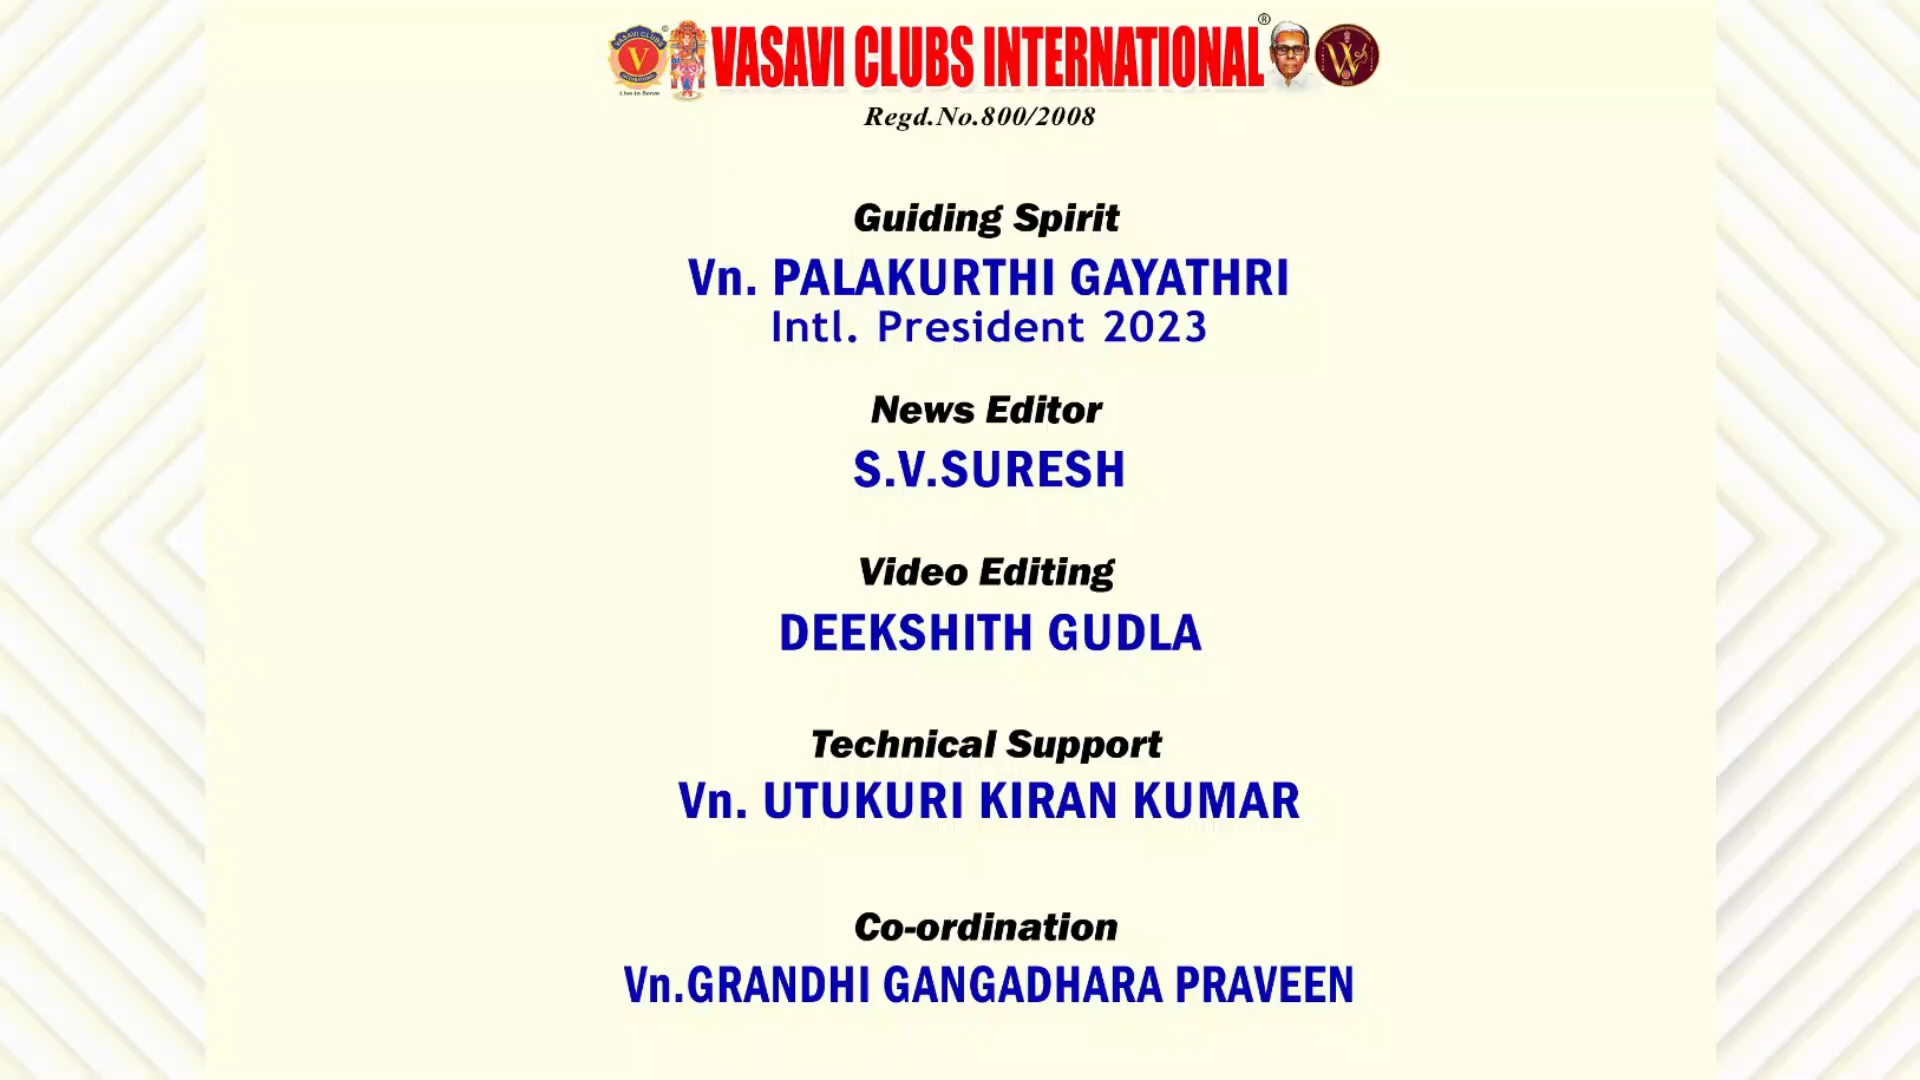 VASAVI CLUBS INTERNATIONAL®
Regd.No.800/2008
Guiding Spirit
Vn. PALAKURTHI GAYATHRI
Intl. President 2023
News Editor
S.V.SURESH
Video Editing
DEEKSHITH GUDLA
Technical Support
Vn. UTUKURI KIRAN KUMAR
Co-ordination
Vn.GRANDHI GANGADHARA PRAVEEN